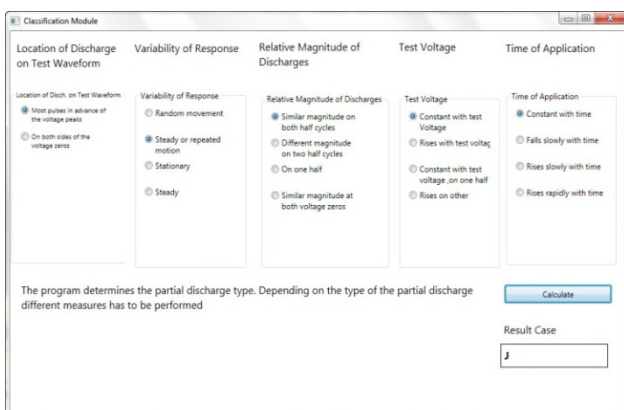 Classification Module
Location of Discharge
on Test Waveform
Variability of Response
Relative Magnitude of
Discharges
Test Voltage
Time of Application
Location of Disch. on Test Waveform
Most pulses in advance of
the voltage peaks
On both sides of the
voltage zeros
Variability of Response
Random movement
Steady or repeated
motion
Stationary
Steady
Relative Magnitude of Discharges
Similar magnitude on
both half cycles
Different magnitude
on two half cycles
On one half
Similar magnitude at
both voltage zeros
Test Voltage
Constant with test
Voltage
Rises with test voltag
Constant with test
voltage ,on one half
Rises on other
Time of Application
Constant with time
Falls slowly with time
Rises slowly with time
Rises rapidly with time
The program determines the partial discharge type. Depending on the type of the partial discharge
different measures has to be performed
Calculate
Result Case
J